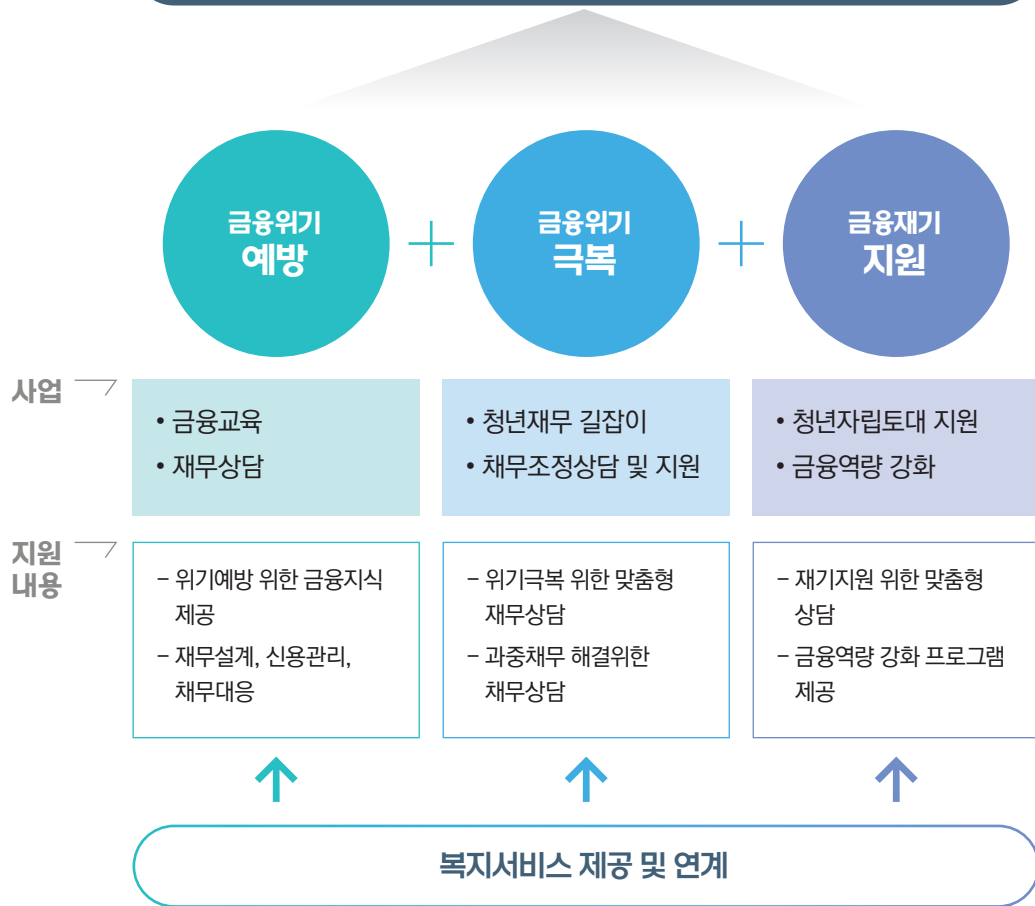 금융위기
예방
금융위기
극복
금융재기
지원
사업
• 금융교육
• 재무상담
• 청년재무 길잡이
• 채무조정상담 및 지원
• 청년자립토대 지원
• 금융역량 강화
지원
내용
– 위기예방 위한 금융지식
제공
– 재무설계, 신용관리,
채무대응
– 위기극복 위한 맞춤형
재무상담
– 과중채무 해결위한
채무상담
– 재기지원 위한 맞춤형
상담
– 금융역량 강화 프로그램
제공
복지서비스 제공 및 연계